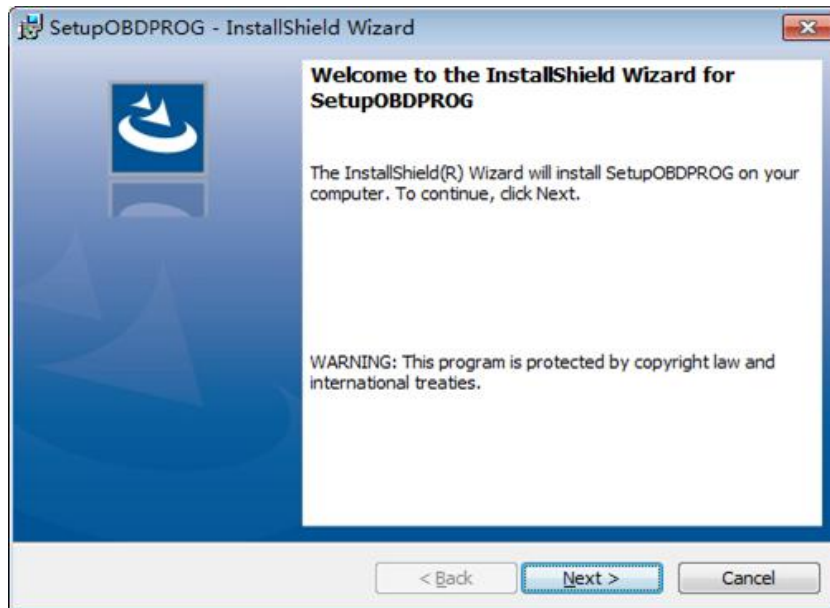 SetupOBDPROG - InstallShield Wizard
Welcome to the InstallShield Wizard for
SetupOBDPROG
The InstallShield(R) Wizard will install SetupOBDPROG on your
computer. To continue, click Next.
WARNING: This program is protected by copyright law and
international treaties.
< Back
Next >
Cancel